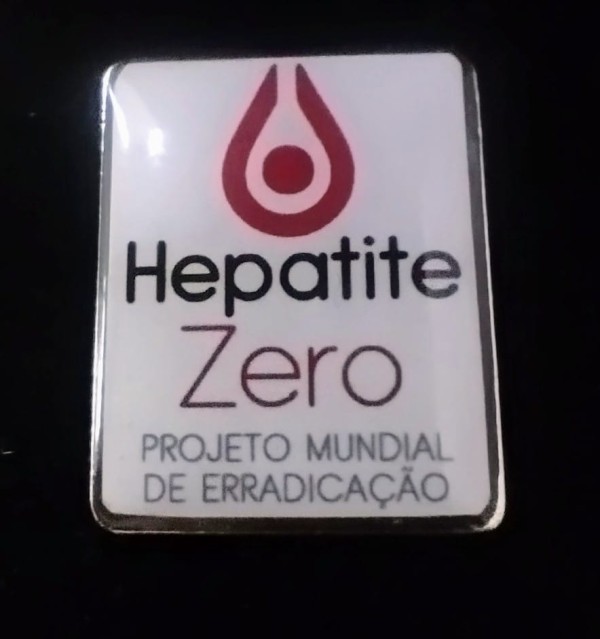 Hepatite
Zero
PROJETO MUNDIAL
DE ERRADICAÇÃO